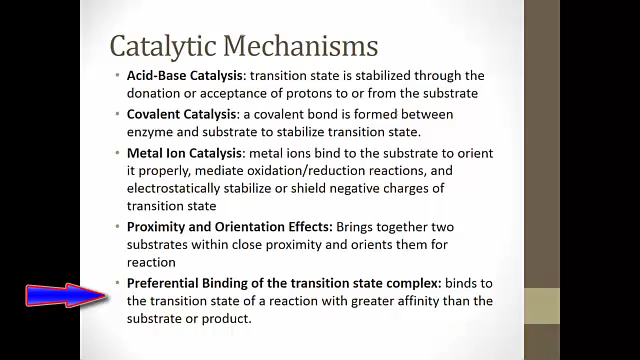 Catalytic Mechanisms
• Acid-Base Catalysis: transition state is stabilized through the
donation or acceptance of protons to or from the substrate
• Covalent Catalysis: a covalent bond is formed between
enzyme and substrate to stabilize transition state.
• Metal Ion Catalysis: metal ions bind to the substrate to orient
it properly, mediate oxidation/reduction reactions, and
electrostatically stabilize or shield negative charges of
transition state
• Proximity and Orientation Effects: Brings together two
substrates within close proximity and orients them for
reaction
• Preferential Binding of the transition state complex: binds to
the transition state of a reaction with greater affinity than the
substrate or product.